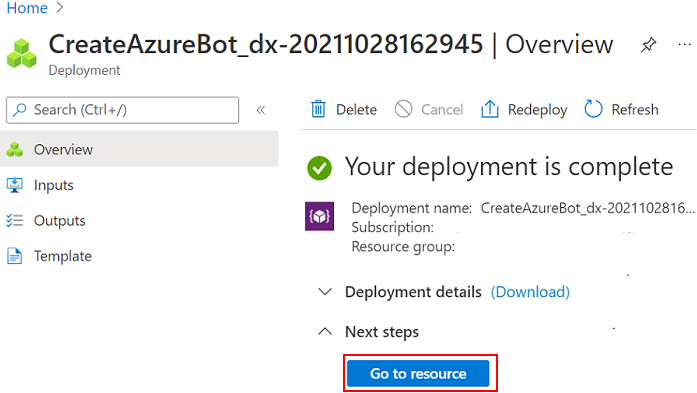 Home >
CreateAzureBot_dx-20211028162945 | Overview
...
Deployment
Search (Ctrl+/)
«
Delete
Cancel
Redeploy
Refresh
Overview
Inputs
Outputs
Template
Your deployment is complete
Deployment name: CreateAzureBot_dx-2021102816...
Subscription:
Resource group:
Deployment details (Download)
Next steps
Go to resource